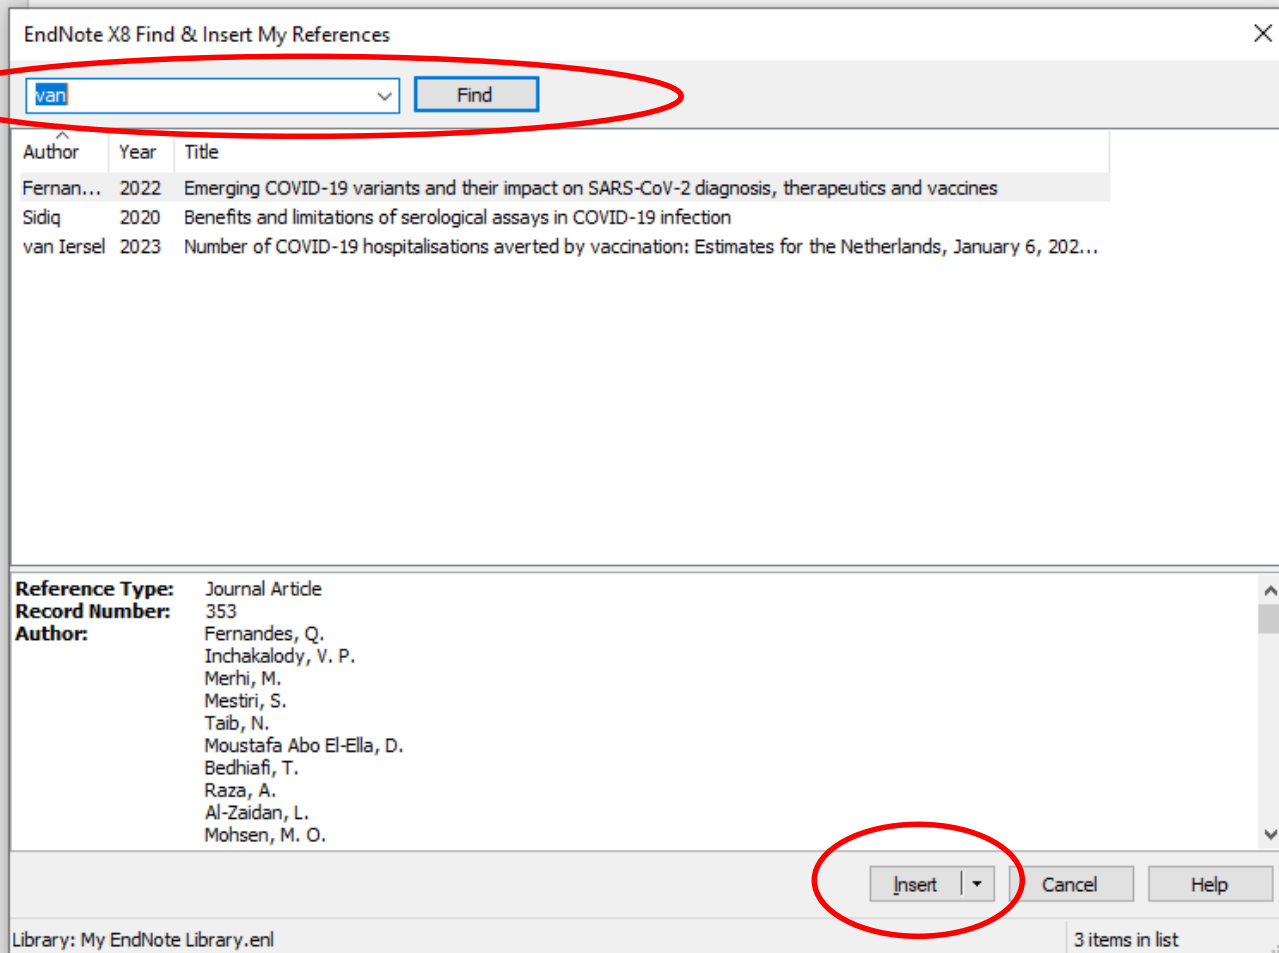 EndNote X8 Find & Insert My References
van Find
Author Year Title
Fernan... 2022 Emerging COVID-19 variants and their impact on SARS-CoV-2 diagnosis, therapeutics and vaccines
Sidiq 2020 Benefits and limitations of serological assays in COVID-19 infection
van Iersel 2023 Number of COVID-19 hospitalisations averted by vaccination: Estimates for the Netherlands, January 6, 202...
Reference Type: Journal Article
Record Number: 353
Author: Fernandes, Q.
Inchakalody, V. P.
Merhi, M.
Mestiri, S.
Taib, N.
Moustafa Abo El-Ella, D.
Bedhiafi, T.
Raza, A.
Al-Zaidan, L.
Mohsen, M. O.
Insert Cancel Help
Library: My EndNote Library.enl 3 items in list